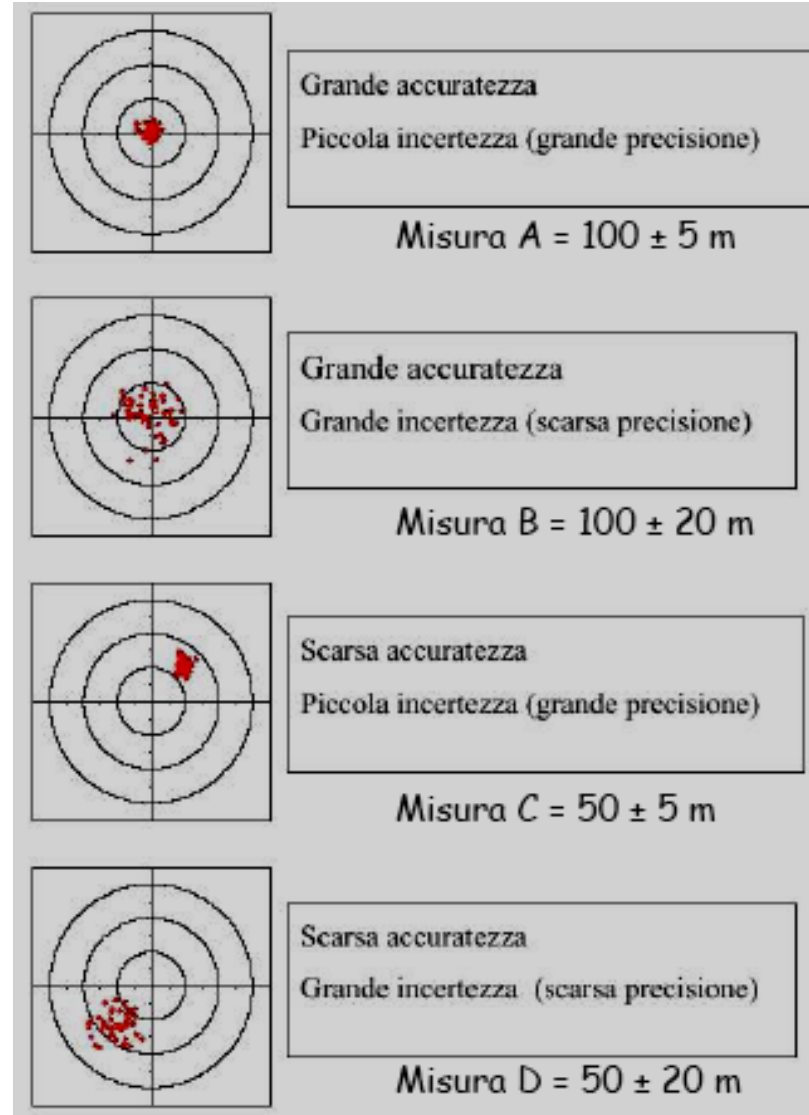 Grande accuratezza
Piccola incertezza (grande precisione)
Misura A = 100 ± 5 m
Grande accuratezza
Grande incertezza (scarsa precisione)
Misura B = 100 ± 20 m
Scarsa accuratezza
Piccola incertezza (grande precisione)
Misura C = 50 ± 5 m
Scarsa accuratezza
Grande incertezza (scarsa precisione)
Misura D = 50 ± 20 m